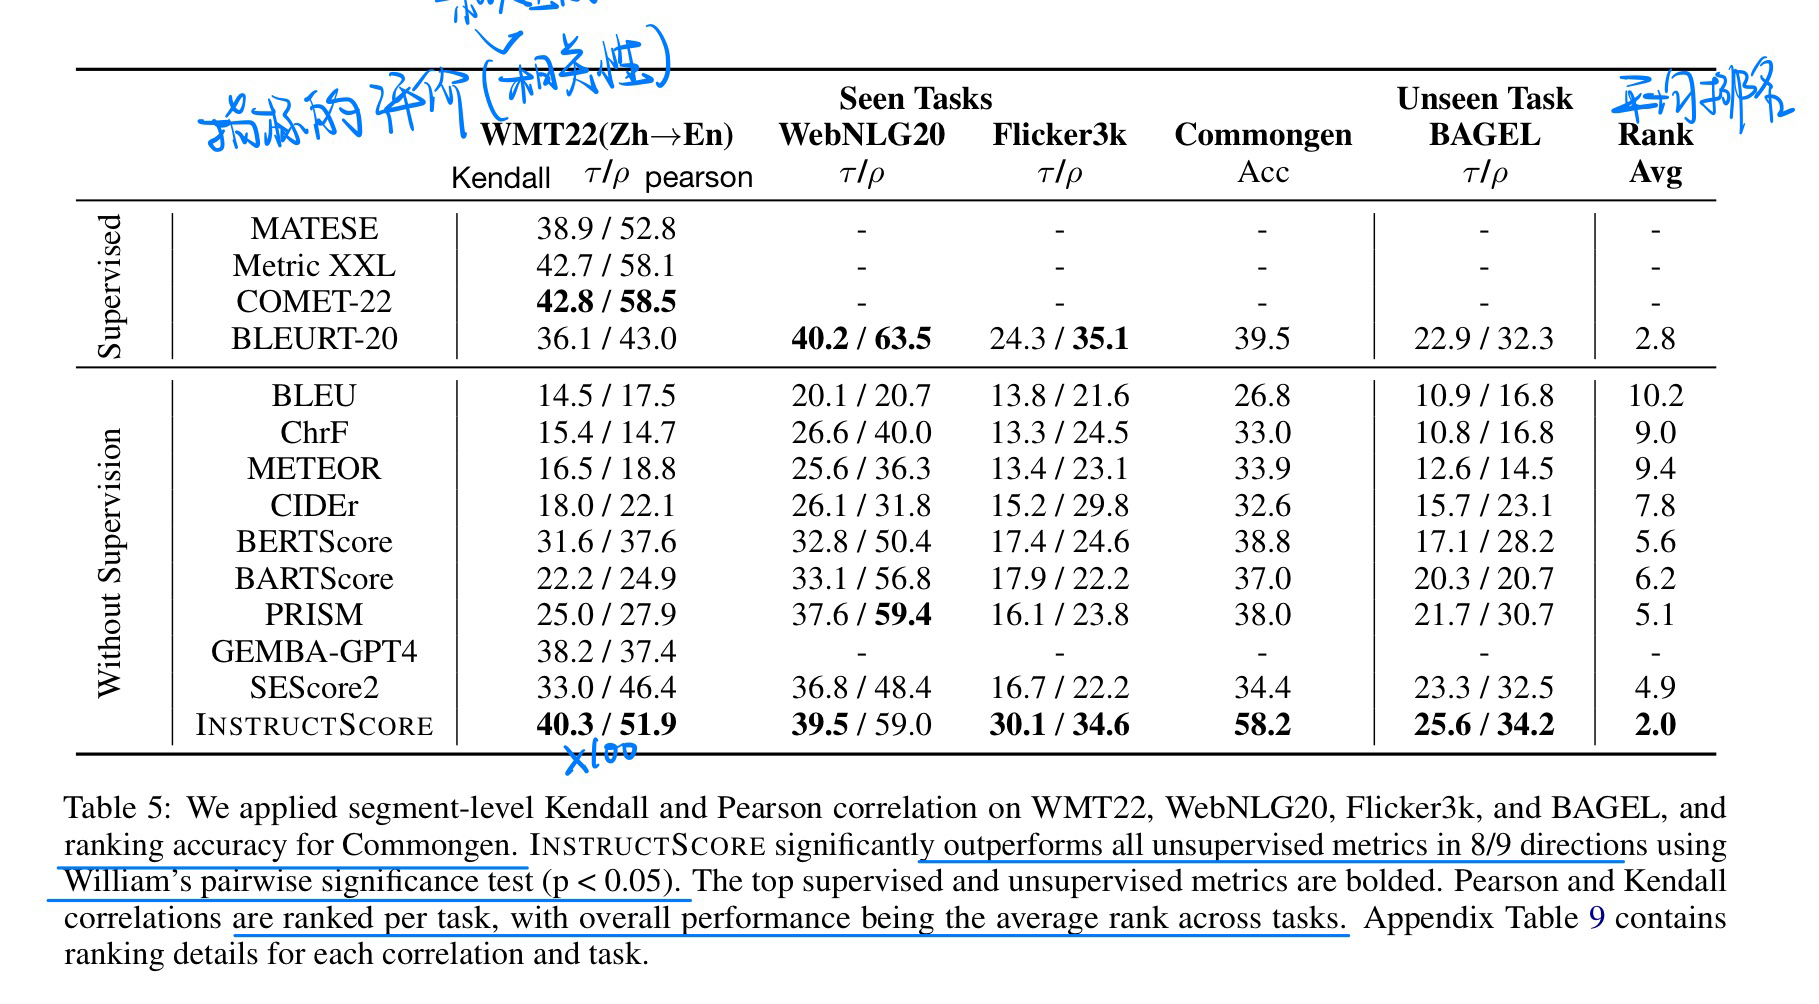 指标的评价(相关性)
平均排名
Seen Tasks Unseen Task
WMT22(Zh→En) WebNLG20 Flicker3k Commongen BAGEL Rank
Kendall τ/ρ pearson τ/ρ τ/ρ Acc τ/ρ Avg
Supervised
MATESE 38.9 / 52.8 - - - - -
Metric XXL 42.7 / 58.1 - - - - -
COMET-22 42.8 / 58.5 - - - - -
BLEURT-20 36.1 / 43.0 40.2 / 63.5 24.3 / 35.1 39.5 22.9 / 32.3 2.8
Without Supervision
BLEU 14.5 / 17.5 20.1 / 20.7 13.8 / 21.6 26.8 10.9 / 16.8 10.2
ChrF 15.4 / 14.7 26.6 / 40.0 13.3 / 24.5 33.0 10.8 / 16.8 9.0
METEOR 16.5 / 18.8 25.6 / 36.3 13.4 / 23.1 33.9 12.6 / 14.5 9.4
CIDEr 18.0 / 22.1 26.1 / 31.8 15.2 / 29.8 32.6 15.7 / 23.1 7.8
BERTScore 31.6 / 37.6 32.8 / 50.4 17.4 / 24.6 38.8 17.1 / 28.2 5.6
BARTScore 22.2 / 24.9 33.1 / 56.8 17.9 / 22.2 37.0 20.3 / 20.7 6.2
PRISM 25.0 / 27.9 37.6 / 59.4 16.1 / 23.8 38.0 21.7 / 30.7 5.1
GEMBA-GPT4 38.2 / 37.4 - - - - -
SEScore2 33.0 / 46.4 36.8 / 48.4 16.7 / 22.2 34.4 23.3 / 32.5 4.9
INSTRUCTSCORE 40.3 / 51.9 39.5 / 59.0 30.1 / 34.6 58.2 25.6 / 34.2 2.0
×100
Table 5: We applied segment-level Kendall and Pearson correlation on WMT22, WebNLG20, Flicker3k, and BAGEL, and
ranking accuracy for Commongen. INSTRUCTSCORE significantly outperforms all unsupervised metrics in 8/9 directions using
William's pairwise significance test (p < 0.05). The top supervised and unsupervised metrics are bolded. Pearson and Kendall
correlations are ranked per task, with overall performance being the average rank across tasks. Appendix Table 9 contains
ranking details for each correlation and task.